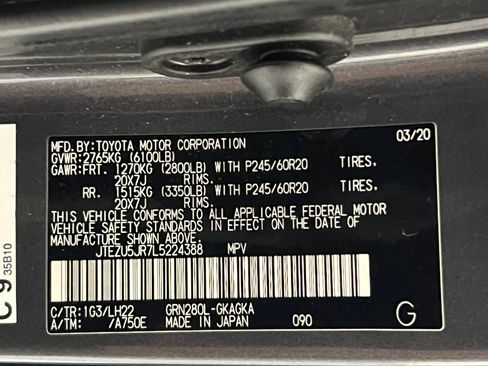 MFD.BY:TOYOTA MOTOR CORPORATION 03/20
GVWR:2765KG (6100LB)
GAWR:FRT. 1270KG (2800LB) WITH P245/60R20 TIRES.
20X7J RIMS.
RR. 1515KG (3350LB) WITH P245/60R20 TIRES.
20X7J RIMS.
THIS VEHICLE CONFORMS TO ALL APPLICABLE FEDERAL MOTOR
VEHICLE SAFETY STANDARDS IN EFFECT ON THE DATE OF
MANUFACTURE SHOWN ABOVE.
JTEZU5JR7L5224388 MPV
C/TR:1G3/LH22 GRN280L-GKAGKA
A/TM: /A750E MADE IN JAPAN 090 G
C 9
35B10